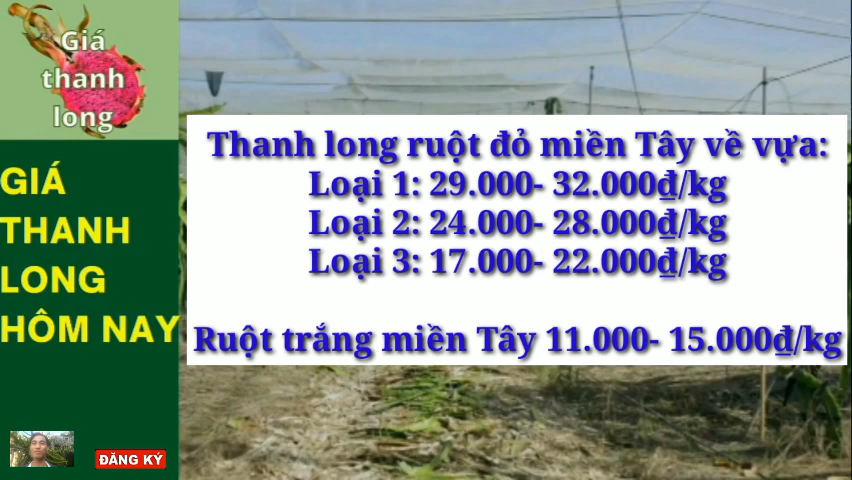 Giá
thanh
long
GIÁ
THANH
LONG
HÔM NAY
ĐĂNG KÝ
Thanh long ruột đỏ miền Tây về vựa:
Loại 1: 29.000- 32.000₫/kg
Loại 2: 24.000- 28.000₫/kg
Loại 3: 17.000- 22.000₫/kg
Ruột trắng miền Tây 11.000- 15.000₫/kg